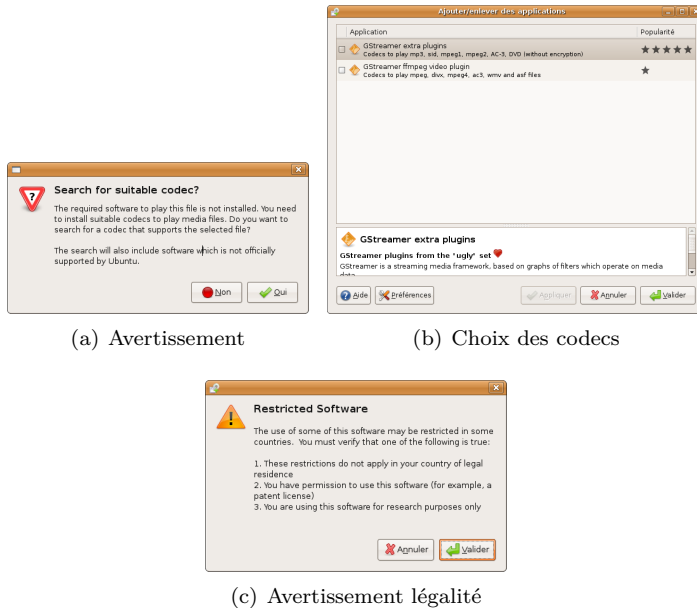 Search for suitable codec?
The required software to play this file is not installed. You need
to install suitable codecs to play media files. Do you want to
search for a codec that supports the selected file?
The search will also include software which is not officially
supported by Ubuntu.
Non Oui
(a) Avertissement
Ajouter/enlever des applications
Application Popularité
GStreamer extra plugins
Codecs to play mp3, sid, mpeg1, mpeg2, AC-3, DVD (without encryption)
GStreamer ffmpeg video plugin
Codecs to play mpeg, divx, mpeg4, ac3, wmv and asf files
GStreamer extra plugins
GStreamer plugins from the "ugly" set
GStreamer is a streaming media framework, based on graphs of filters which operate on media
data
Aide Préférences Appliquer Annuler Valider
(b) Choix des codecs
Restricted Software
The use of some of this software may be restricted in some
countries. You must verify that one of the following is true:
1. These restrictions do not apply in your country of legal
residence
2. You have permission to use this software (for example, a
patent license)
3. You are using this software for research purposes only
Annuler Valider
(c) Avertissement légalité